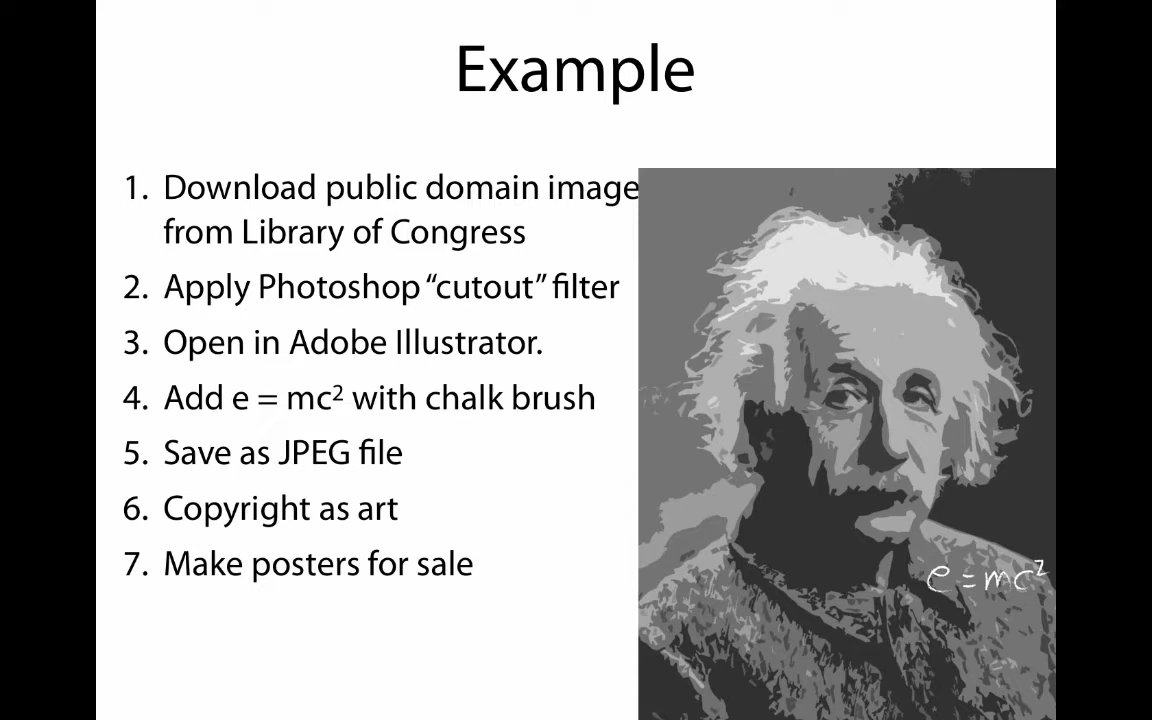 Example
1. Download public domain image
from Library of Congress
2. Apply Photoshop “cutout” filter
3. Open in Adobe Illustrator.
4. Add e = mc² with chalk brush
5. Save as JPEG file
6. Copyright as art
7. Make posters for sale
e = mc²